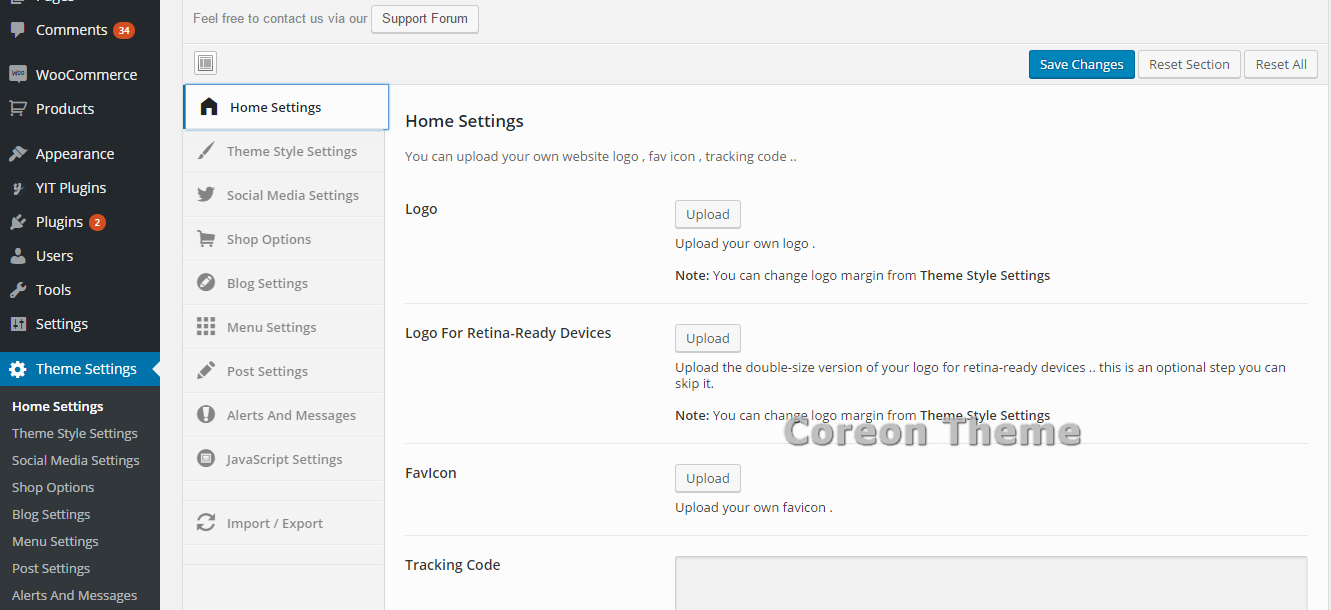 Comments 34
WooCommerce
Products
Appearance
YIT Plugins
Plugins 2
Users
Tools
Settings
Theme Settings
Home Settings
Theme Style Settings
Social Media Settings
Shop Options
Blog Settings
Menu Settings
Post Settings
Alerts And Messages
Feel free to contact us via our Support Forum
Save Changes Reset Section Reset All
Home Settings
Theme Style Settings
Social Media Settings
Shop Options
Blog Settings
Menu Settings
Post Settings
Alerts And Messages
JavaScript Settings
Import / Export
Home Settings
You can upload your own website logo , fav icon , tracking code ..
Logo
Upload
Upload your own logo .
Note: You can change logo margin from Theme Style Settings
Logo For Retina-Ready Devices
Upload
Upload the double-size version of your logo for retina-ready devices .. this is an optional step you can
skip it.
Note: You can change logo margin from Theme Style Settings
Coreon Theme
FavIcon
Upload
Upload your own favicon .
Tracking Code